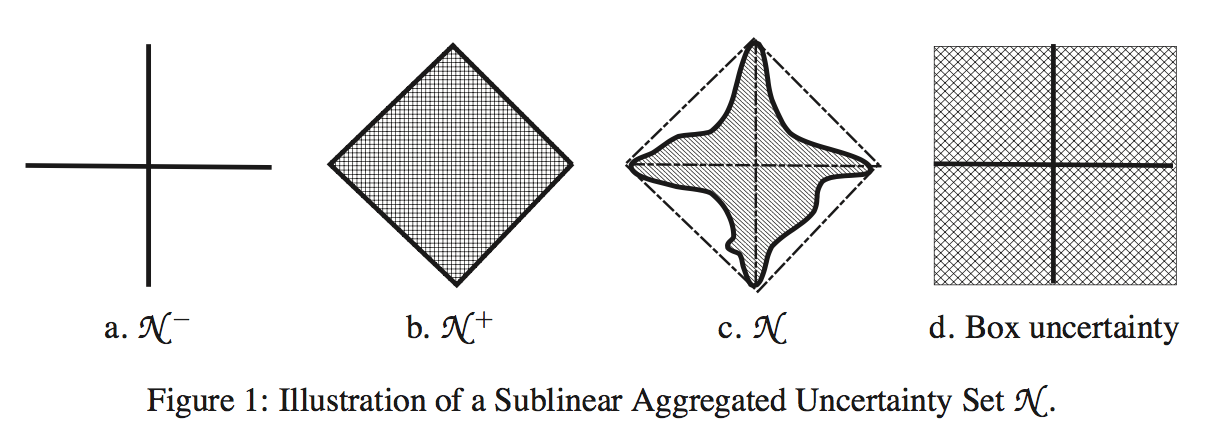 a. 𝒩⁻ b. 𝒩⁺ c. 𝒩 d. Box uncertainty
Figure 1: Illustration of a Sublinear Aggregated Uncertainty Set 𝒩.